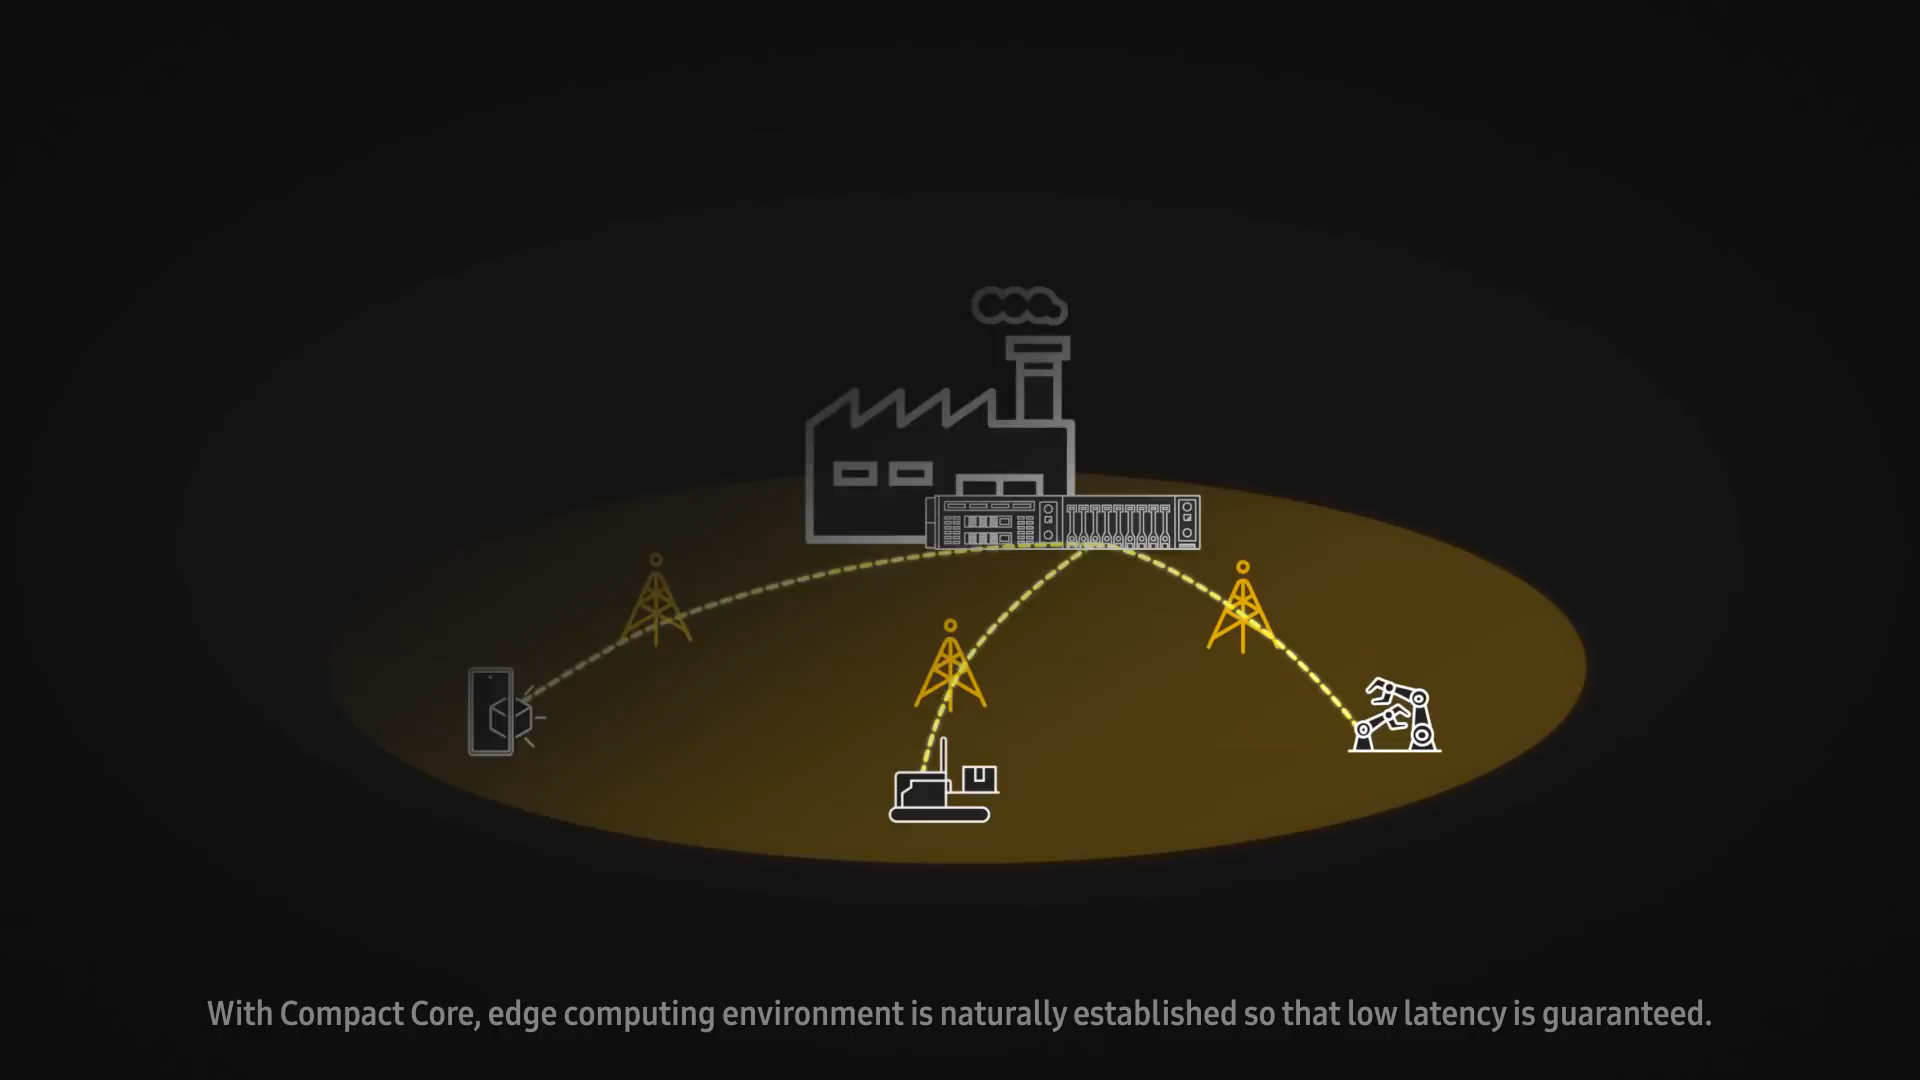 With Compact Core, edge computing environment is naturally established so that low latency is guaranteed.